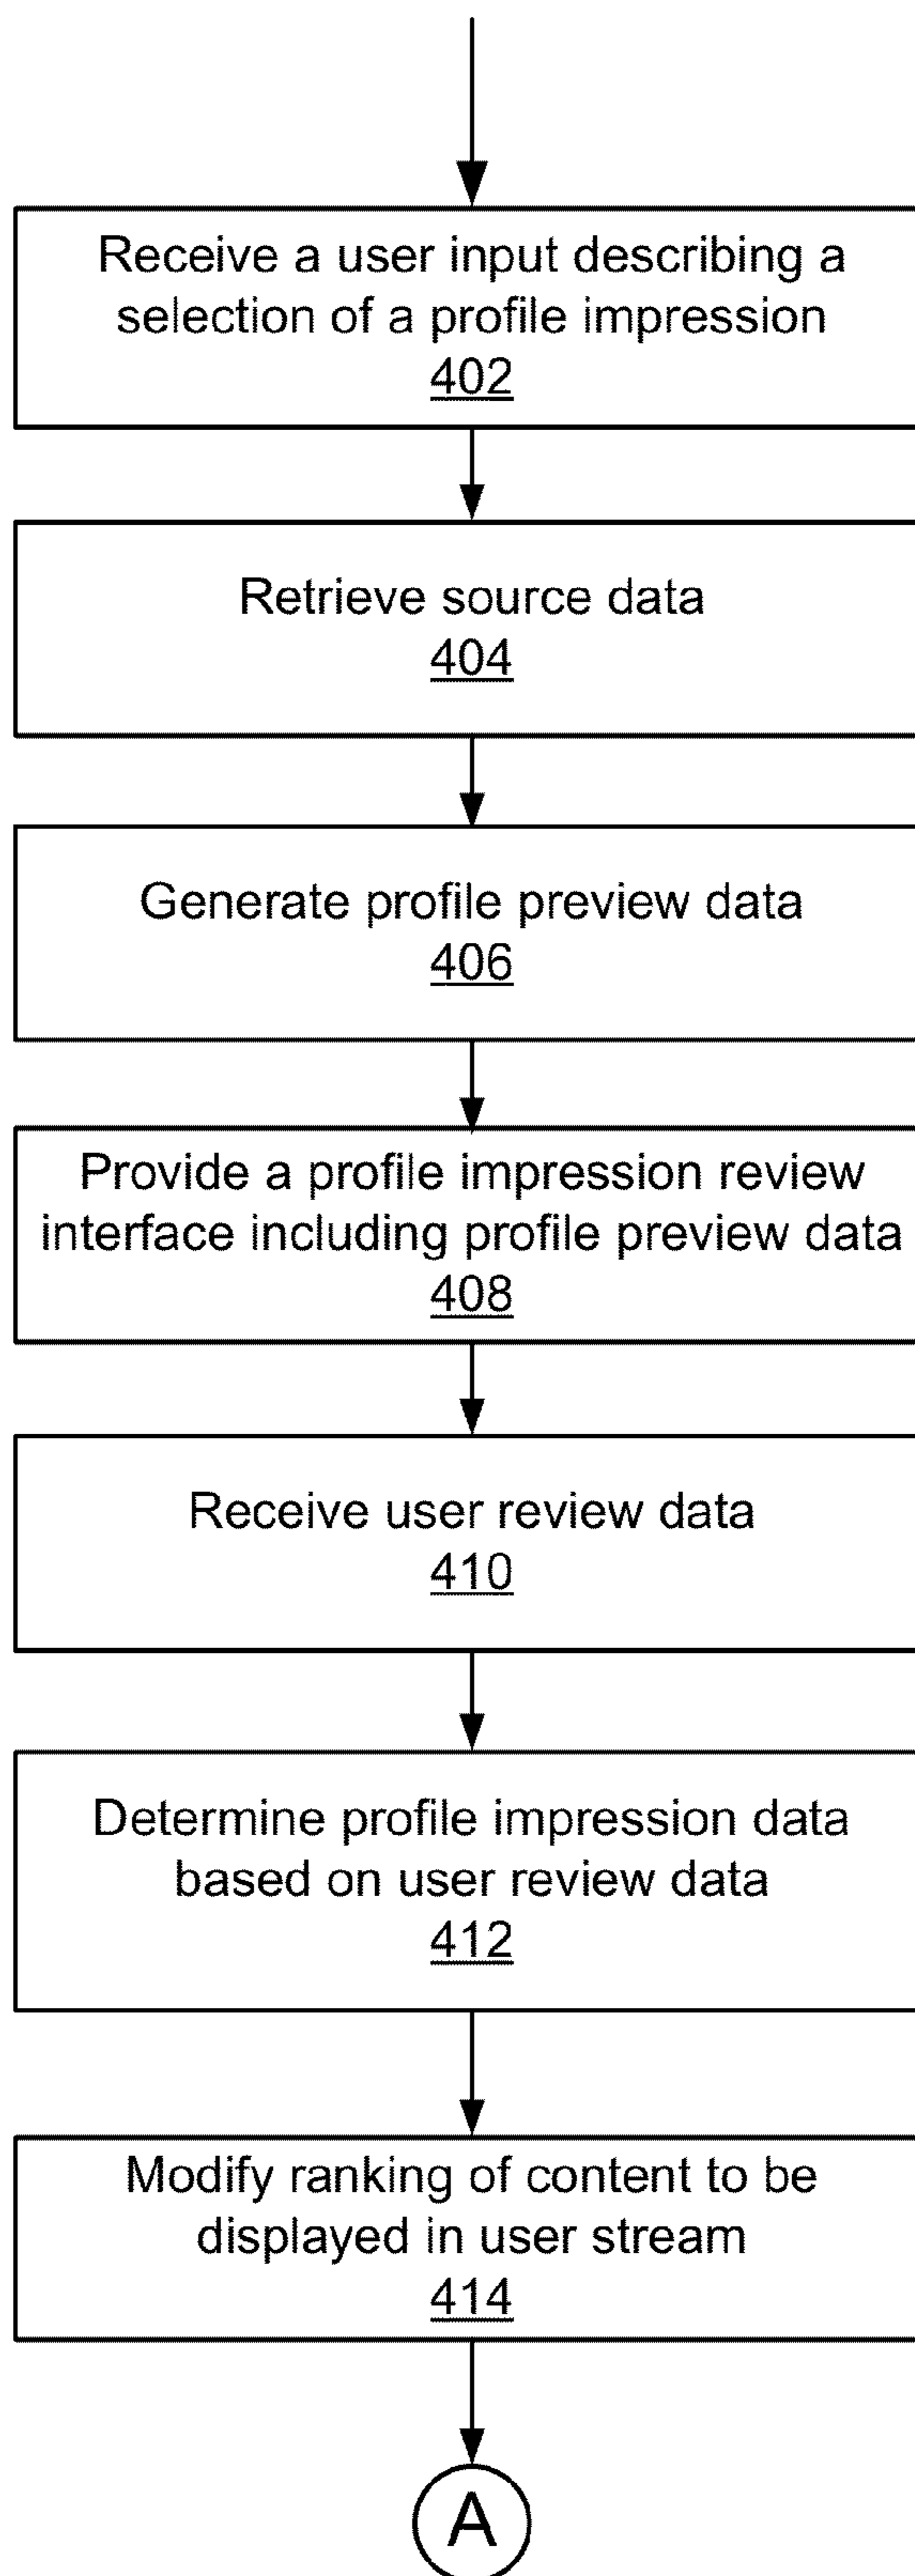 Receive a user input describing a
selection of a profile impression
402
Retrieve source data
404
Generate profile preview data
406
Provide a profile impression review
interface including profile preview data
408
Receive user review data
410
Determine profile impression data
based on user review data
412
Modify ranking of content to be
displayed in user stream
414
A